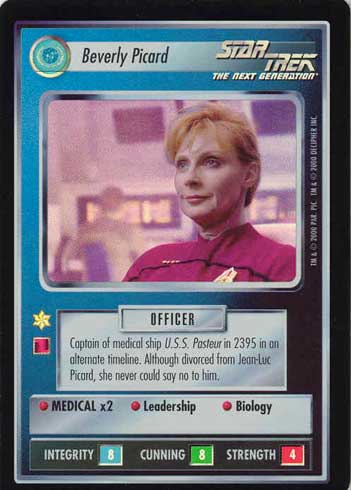 Beverly Picard
STAR TREK
THE NEXT GENERATION
TM & © 2000 PAR. PIC. TM & © 2000 DECIPHER INC.
OFFICER
Captain of medical ship U.S.S. Pasteur in 2395 in an
alternate timeline. Although divorced from Jean-Luc
Picard, she never could say no to him.
MEDICAL x2 Leadership Biology
INTEGRITY 8 CUNNING 8 STRENGTH 4